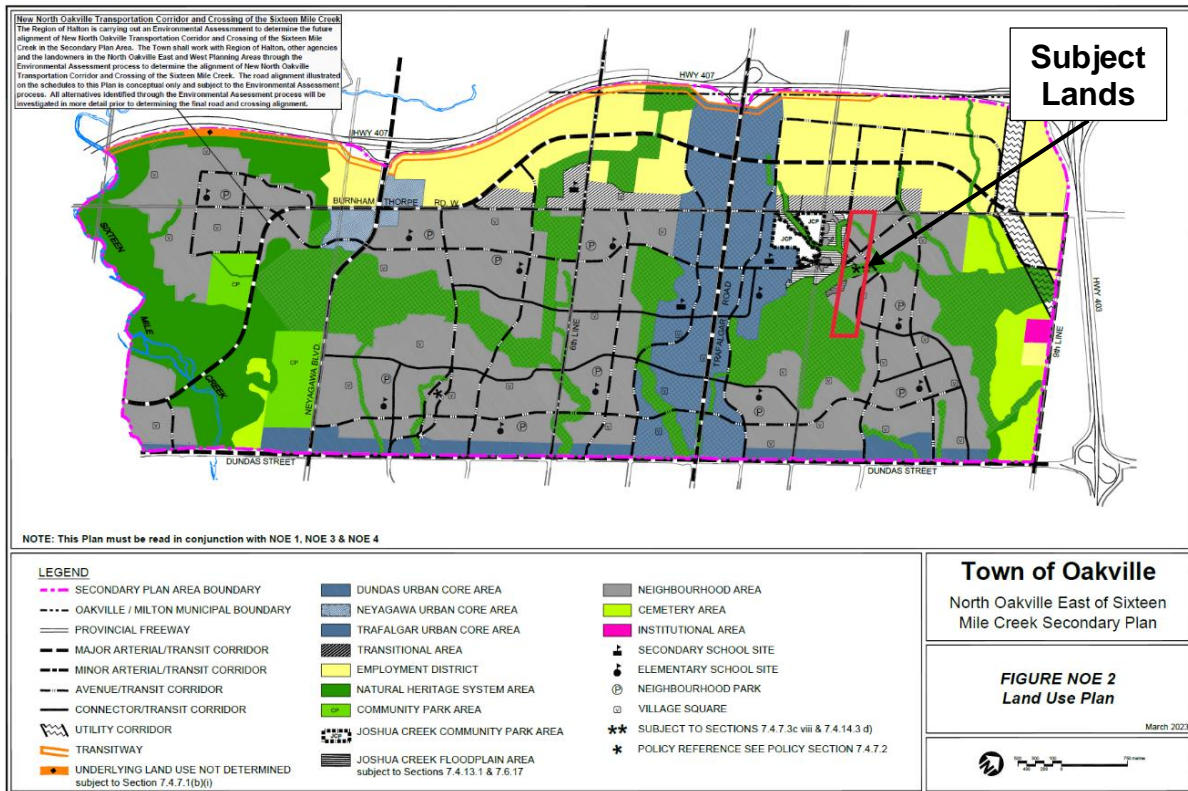 New North Oakville Transportation Corridor and Crossing of the Sixteen Mile Creek
The Region of Halton is carrying out an Environmental Assessment to determine the future
alignment of New North Oakville Transportation Corridor and Crossing of the Sixteen Mile
Creek in the Secondary Plan Area. The Town shall work with Region of Halton, other agencies
and the landowners in the North Oakville East and West Planning Areas through the
Environmental Assessment process to determine the alignment of New North Oakville
Transportation Corridor and Crossing of the Sixteen Mile Creek. The road alignment illustrated
on the schedules to this Plan is conceptual only and subject to the Environmental Assessment
process. All alternatives identified through the Environmental Assessment process will be
investigated in more detail prior to determining the final road and crossing alignment.
Subject
Lands
HWY 407
HWY 407
BURNHAM THORPE RD. W.
JCP
JCP
SIXTEEN
MILE
CREEK
CP
CP
NEYAGAWA BLVD.
6th LINE
TRAFALGAR ROAD
9th LINE
HWY 403
DUNDAS STREET
DUNDAS STREET
NOTE: This Plan must be read in conjunction with NOE 1, NOE 3 & NOE 4
LEGEND
SECONDARY PLAN AREA BOUNDARY
OAKVILLE / MILTON MUNICIPAL BOUNDARY
PROVINCIAL FREEWAY
MAJOR ARTERIAL/TRANSIT CORRIDOR
MINOR ARTERIAL/TRANSIT CORRIDOR
AVENUE/TRANSIT CORRIDOR
CONNECTOR/TRANSIT CORRIDOR
UTILITY CORRIDOR
TRANSITWAY
UNDERLYING LAND USE NOT DETERMINED
subject to Section 7.4.7.1(b)(i)
DUNDAS URBAN CORE AREA
NEYAGAWA URBAN CORE AREA
TRAFALGAR URBAN CORE AREA
TRANSITIONAL AREA
EMPLOYMENT DISTRICT
NATURAL HERITAGE SYSTEM AREA
CP COMMUNITY PARK AREA
JCP JOSHUA CREEK COMMUNITY PARK AREA
JOSHUA CREEK FLOODPLAIN AREA
subject to Sections 7.4.13.1 & 7.6.17
NEIGHBOURHOOD AREA
CEMETERY AREA
INSTITUTIONAL AREA
SECONDARY SCHOOL SITE
ELEMENTARY SCHOOL SITE
P NEIGHBOURHOOD PARK
V VILLAGE SQUARE
** SUBJECT TO SECTIONS 7.4.7.3c viii & 7.4.14.3 d)
* POLICY REFERENCE SEE POLICY SECTION 7.4.7.2
Town of Oakville
North Oakville East of Sixteen
Mile Creek Secondary Plan
FIGURE NOE 2
Land Use Plan
March 2023